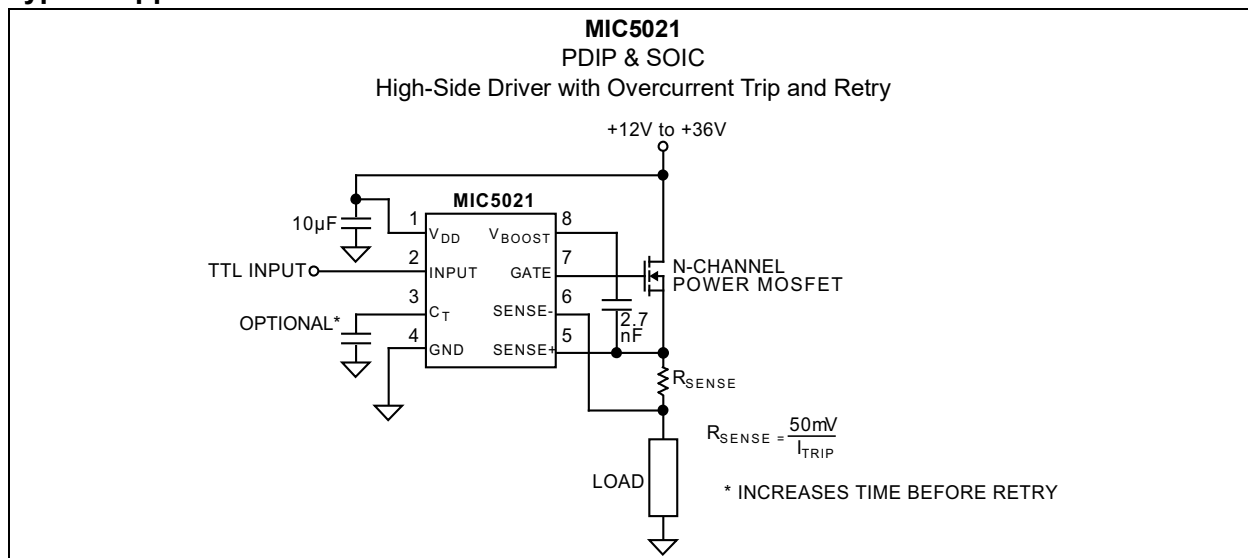 MIC5021
PDIP & SOIC
High-Side Driver with Overcurrent Trip and Retry
+12V to +36V
MIC5021
10µF
1
VDD
VBOOST
8
TTL INPUT
2
INPUT
GATE
7
N-CHANNEL
POWER MOSFET
OPTIONAL*
3
CT
SENSE-
6
2.7
nF
4
GND
SENSE+
5
RSENSE
RSENSE = 50mV
ITRIP
LOAD
* INCREASES TIME BEFORE RETRY